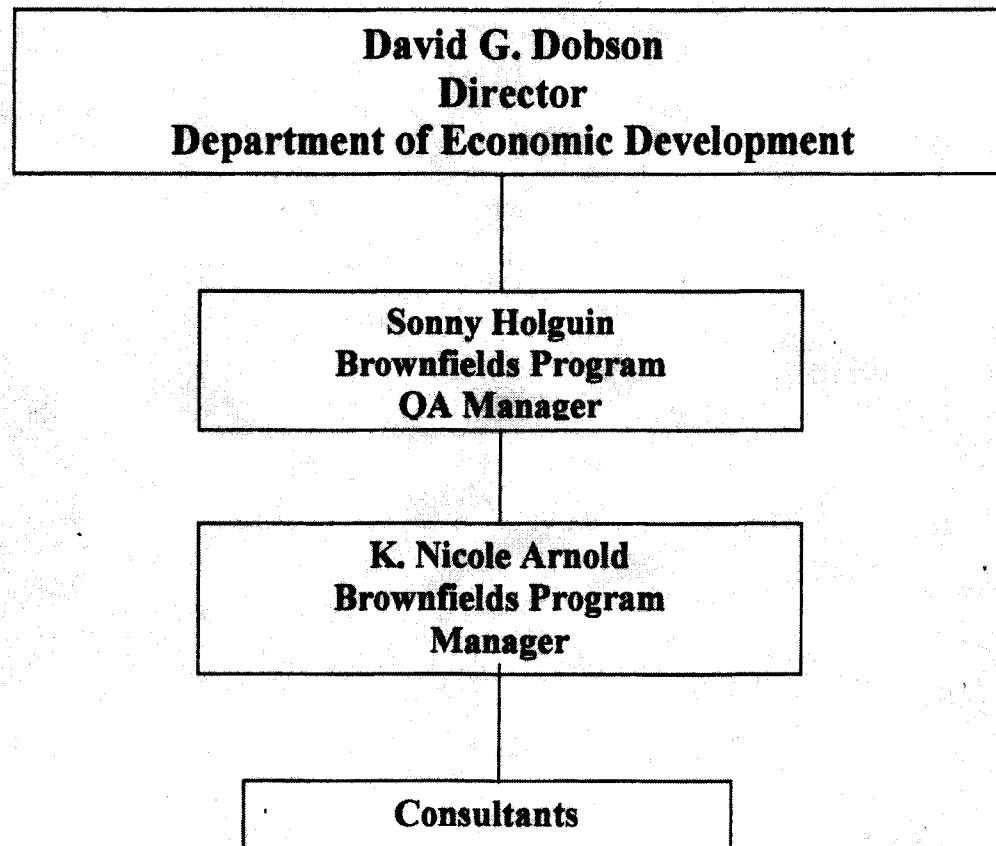 David G. Dobson
Director
Department of Economic Development
Sonny Holguin
Brownfields Program
QA Manager
K. Nicole Arnold
Brownfields Program
Manager
Consultants